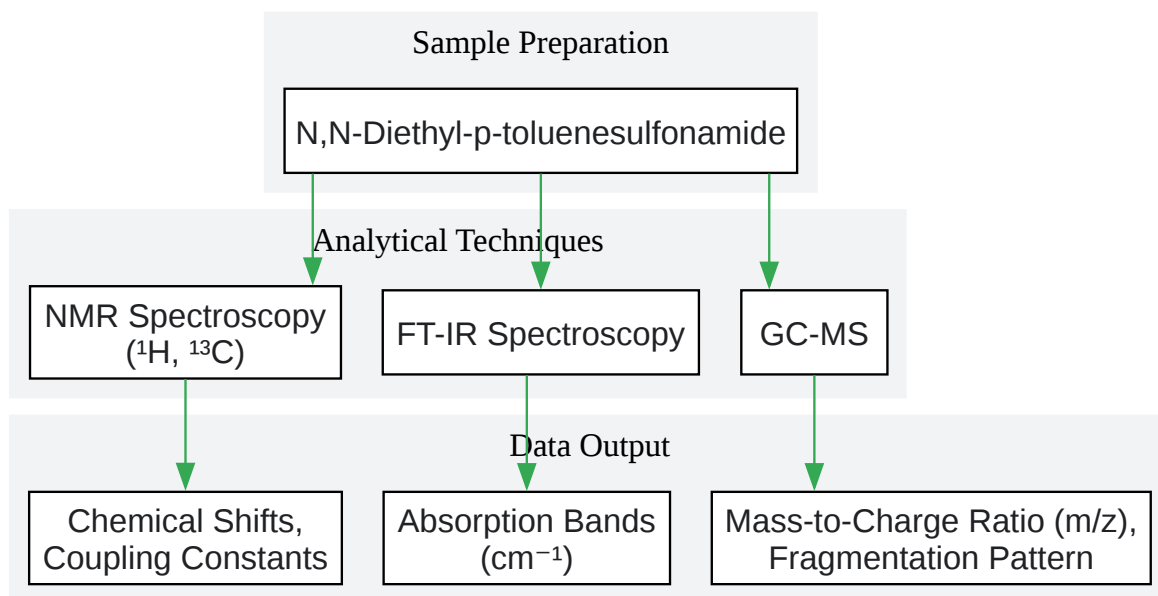 Sample Preparation
N,N-Diethyl-p-toluenesulfonamide
Analytical Techniques
NMR Spectroscopy
(¹H, ¹³C)
FT-IR Spectroscopy
GC-MS
Data Output
Chemical Shifts,
Coupling Constants
Absorption Bands
(cm⁻¹)
Mass-to-Charge Ratio (m/z),
Fragmentation Pattern